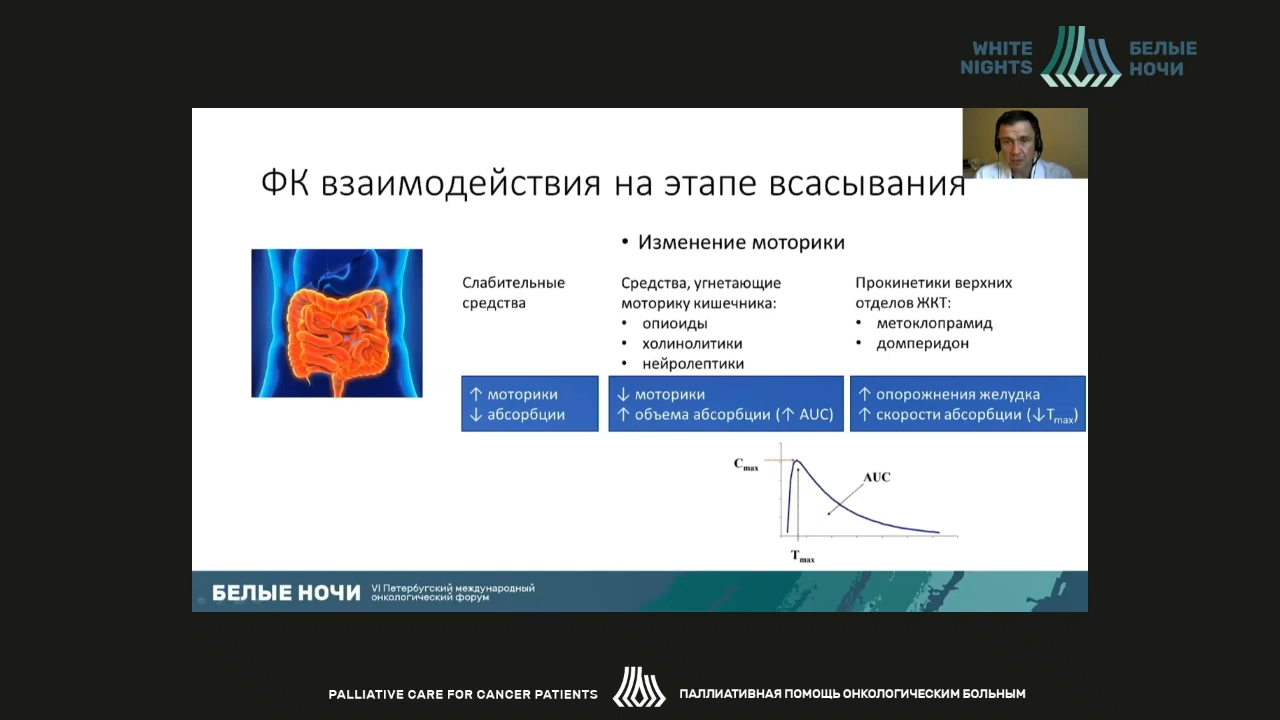 WHITE
NIGHTS
БЕЛЫЕ
НОЧИ
ФК взаимодействия на этапе всасывания
• Изменение моторики
Слабительные
средства
Средства, угнетающие
моторику кишечника:
• опиоиды
• холинолитики
• нейролептики
Прокинетики верхних
отделов ЖКТ:
• метоклопрамид
• домперидон
↑ моторики
↓ абсорбции
↓ моторики
↑ объема абсорбции (↑ AUC)
↑ опорожнения желудка
↑ скорости абсорбции (↓Tmax)
Cmax
AUC
Tmax
БЕЛЫЕ НОЧИ
VI Петербугский международный
онкологический форум
PALLIATIVE CARE FOR CANCER PATIENTS
ПАЛЛИАТИВНАЯ ПОМОЩЬ ОНКОЛОГИЧЕСКИМ БОЛЬНЫМ